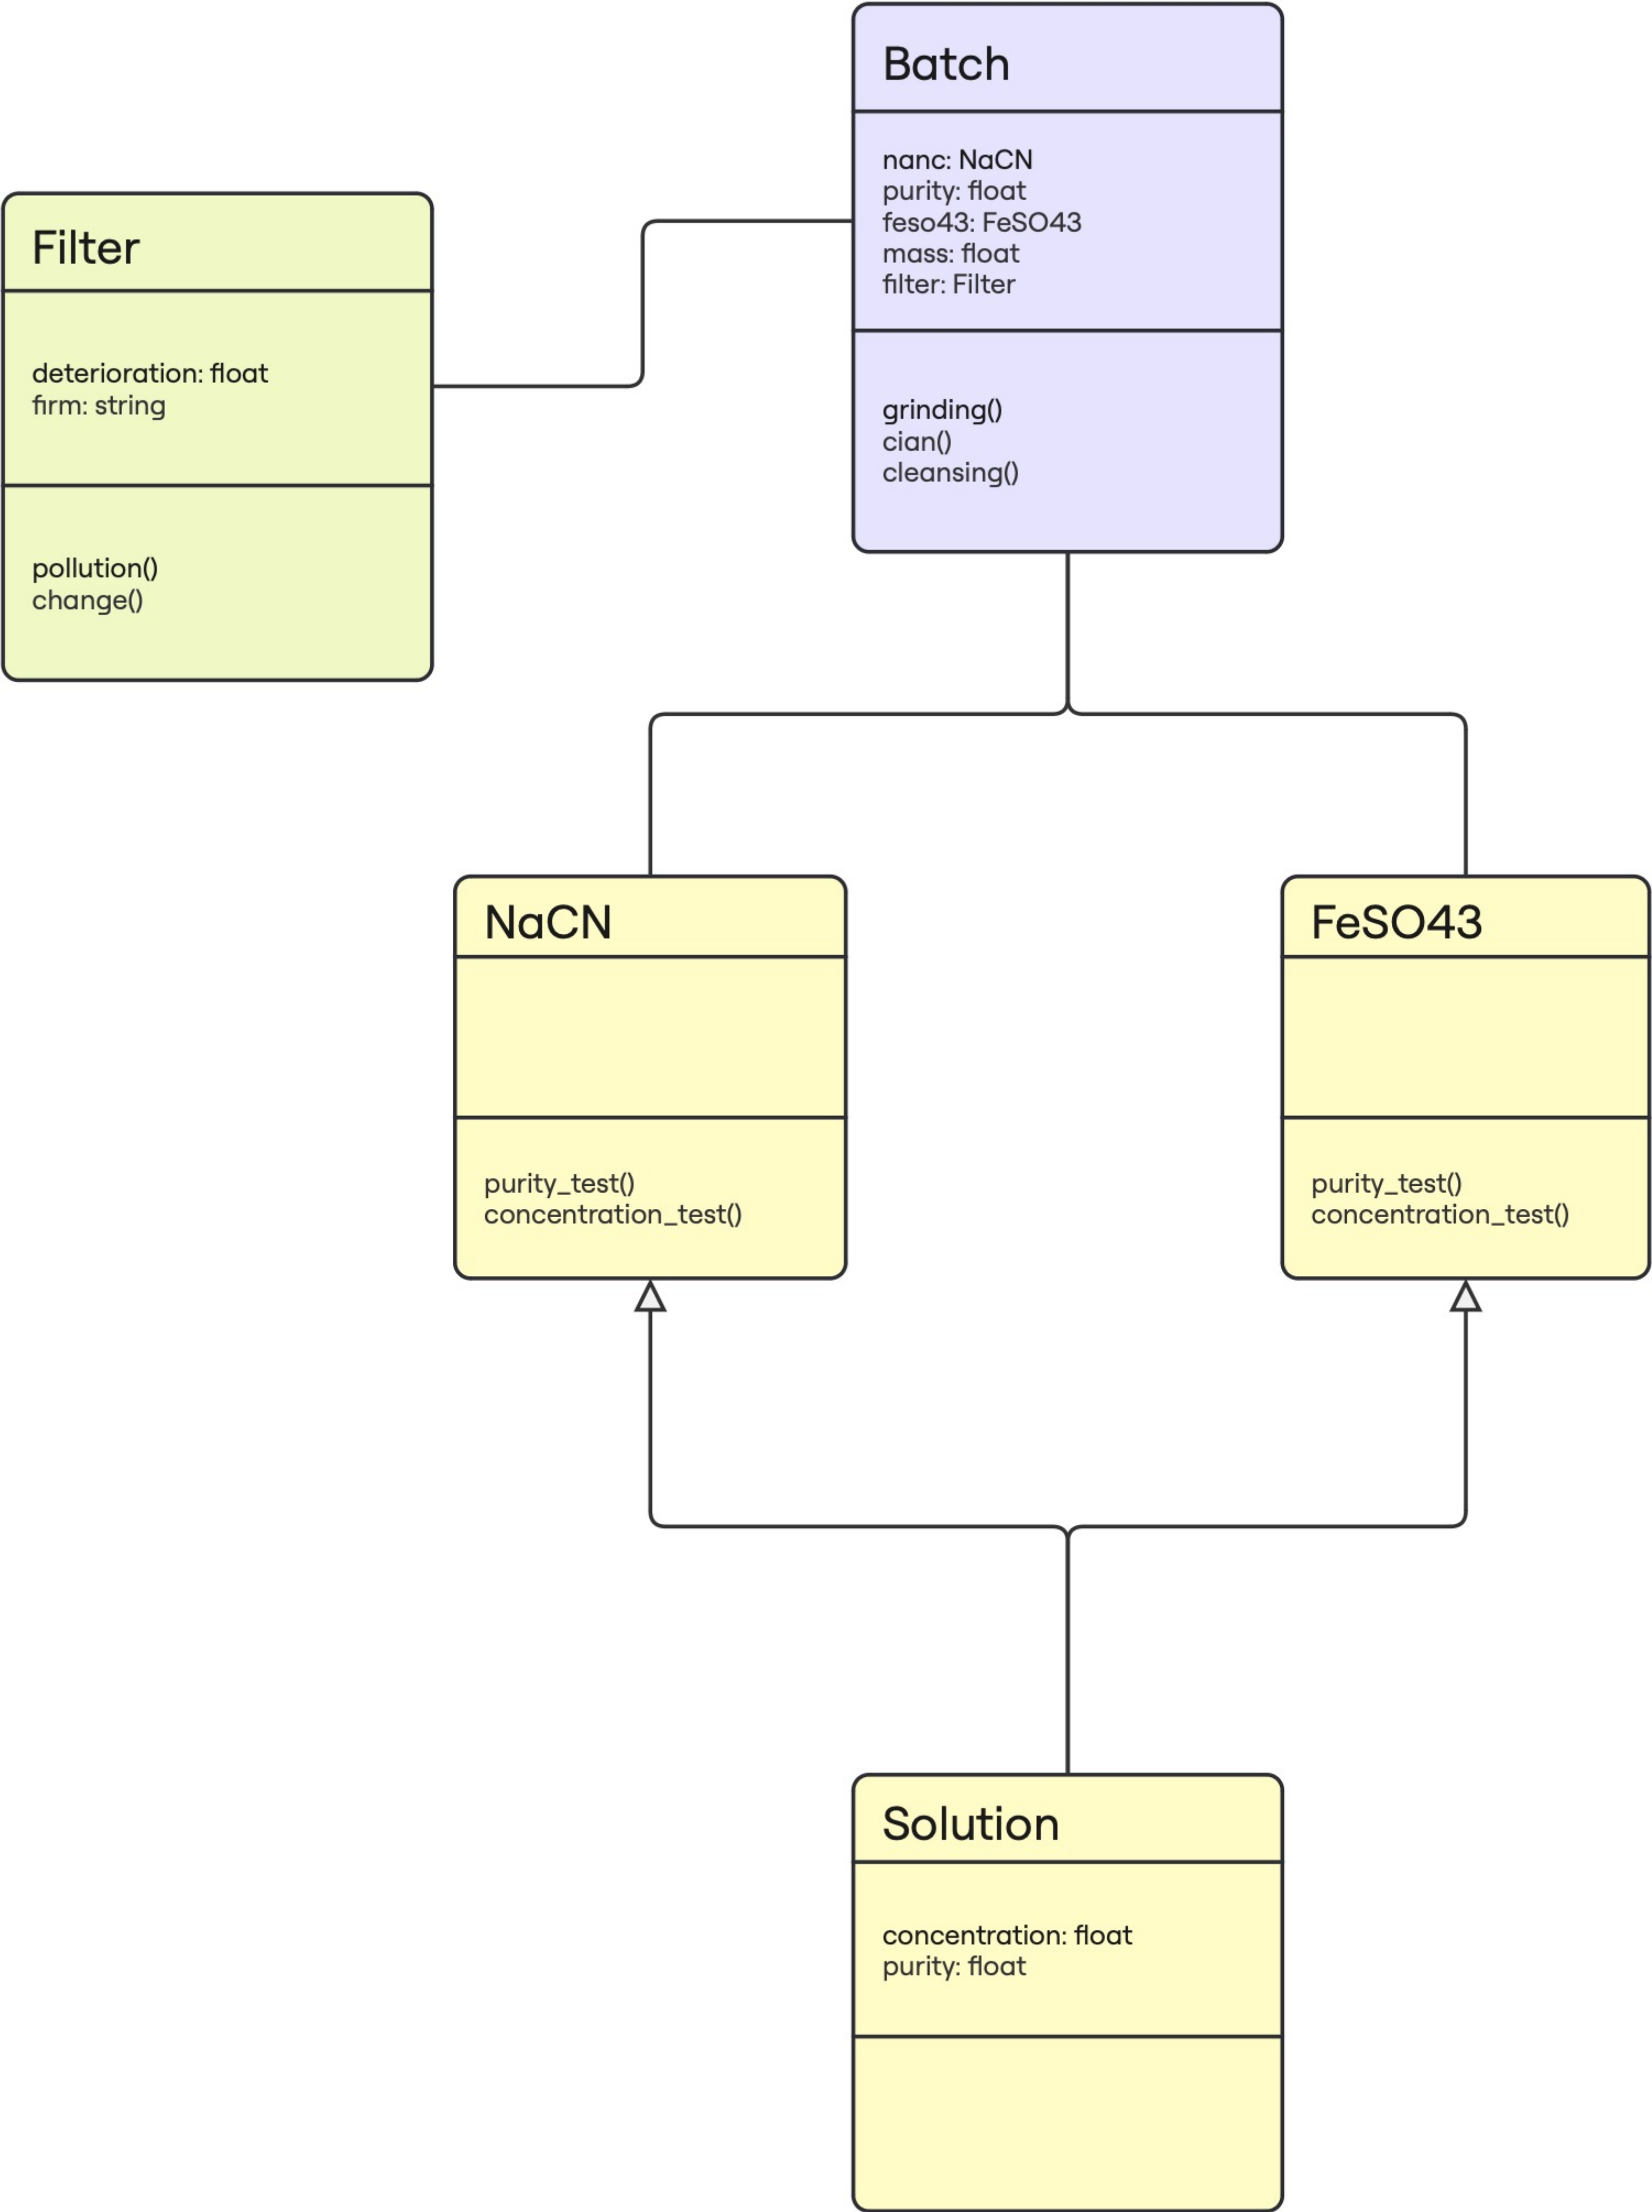 Batch
nanc: NaCN
purity: float
feso43: FeSO43
mass: float
filter: Filter
grinding()
cian()
cleansing()
Filter
deterioration: float
firm: string
pollution()
change()
NaCN
purity_test()
concentration_test()
FeSO43
purity_test()
concentration_test()
Solution
concentration: float
purity: float